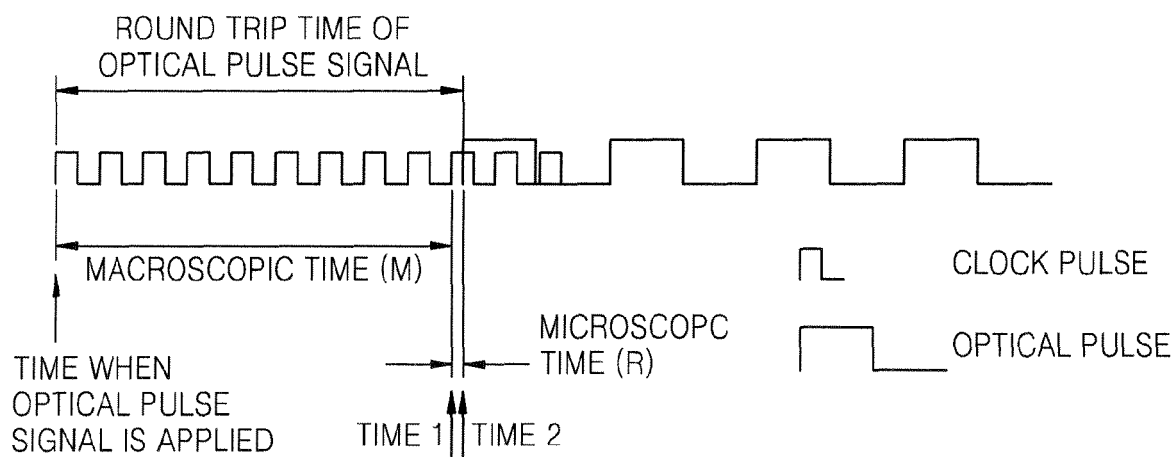 ROUND TRIP TIME OF
OPTICAL PULSE SIGNAL
MACROSCOPIC TIME (M)
CLOCK PULSE
MICROSCOPC
TIME (R)
OPTICAL PULSE
TIME WHEN
OPTICAL PULSE
SIGNAL IS APPLIED
TIME 1
TIME 2